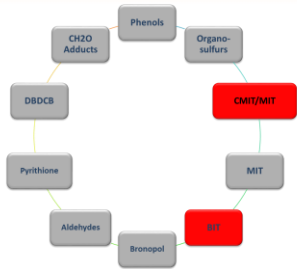 Phenols
Organo-
sulfurs
CMIT/MIT
MIT
BIT
Bronopol
Aldehydes
Pyrithione
DBDCB
CH2O
Adducts